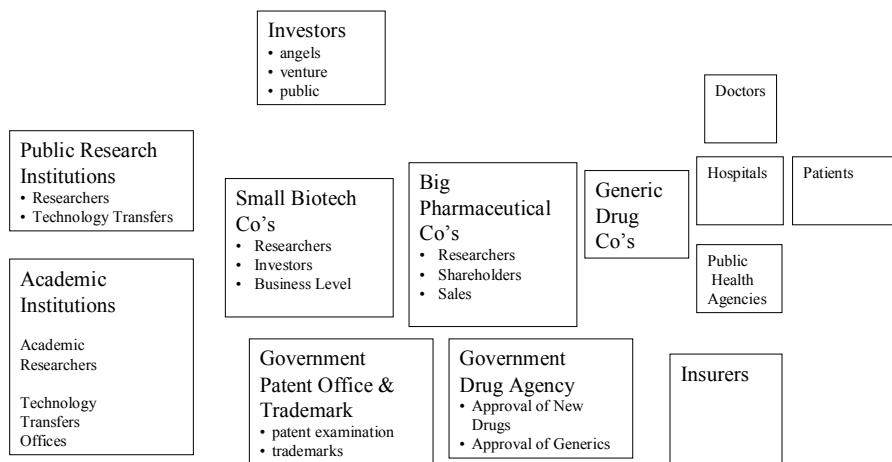 Investors
• angels
• venture
• public
Doctors
Public Research
Institutions
• Researchers
• Technology Transfers
Small Biotech
Co's
• Researchers
• Investors
• Business Level
Big
Pharmaceutical
Co's
• Researchers
• Shareholders
• Sales
Generic
Drug
Co's
Hospitals
Patients
Public
Health
Agencies
Academic
Institutions
Academic
Researchers
Technology
Transfers
Offices
Government
Patent Office &
Trademark
• patent examination
• trademarks
Government
Drug Agency
• Approval of New
Drugs
• Approval of Generics
Insurers